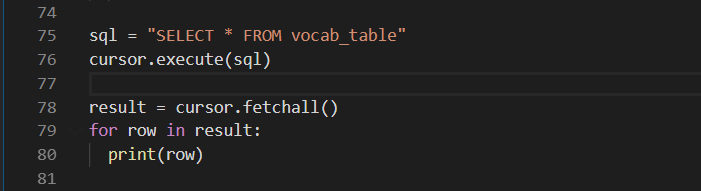 74
75 sql = "SELECT * FROM vocab_table"
76 cursor.execute(sql)
77
78 result = cursor.fetchall()
79 for row in result:
80   print(row)
81